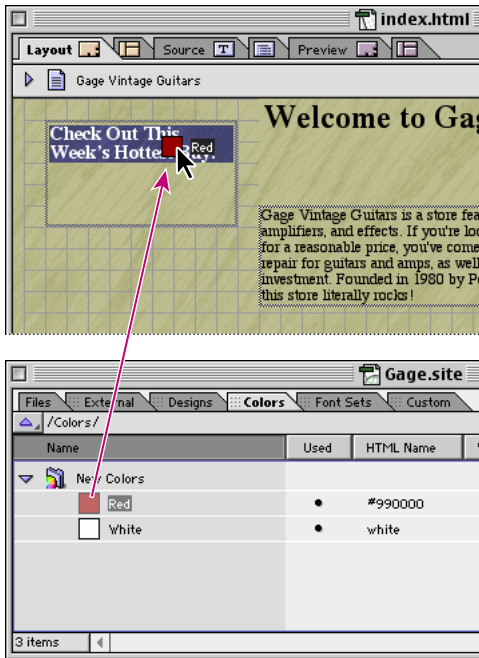 index.html
Layout Source T Preview
Gage Vintage Guitars
Welcome to Gag
Check Out This
Week's Hottest Buy!
Red
Gage Vintage Guitars is a store fea
amplifiers, and effects. If you're loo
for a reasonable price, you've come
repair for guitars and amps, as well
investment. Founded in 1980 by P
this store literally rocks!
Gage.site
Files External Designs Colors Font Sets Custom
/Colors/
Name Used HTML Name
New Colors
Red • #990000
White • white
3 items